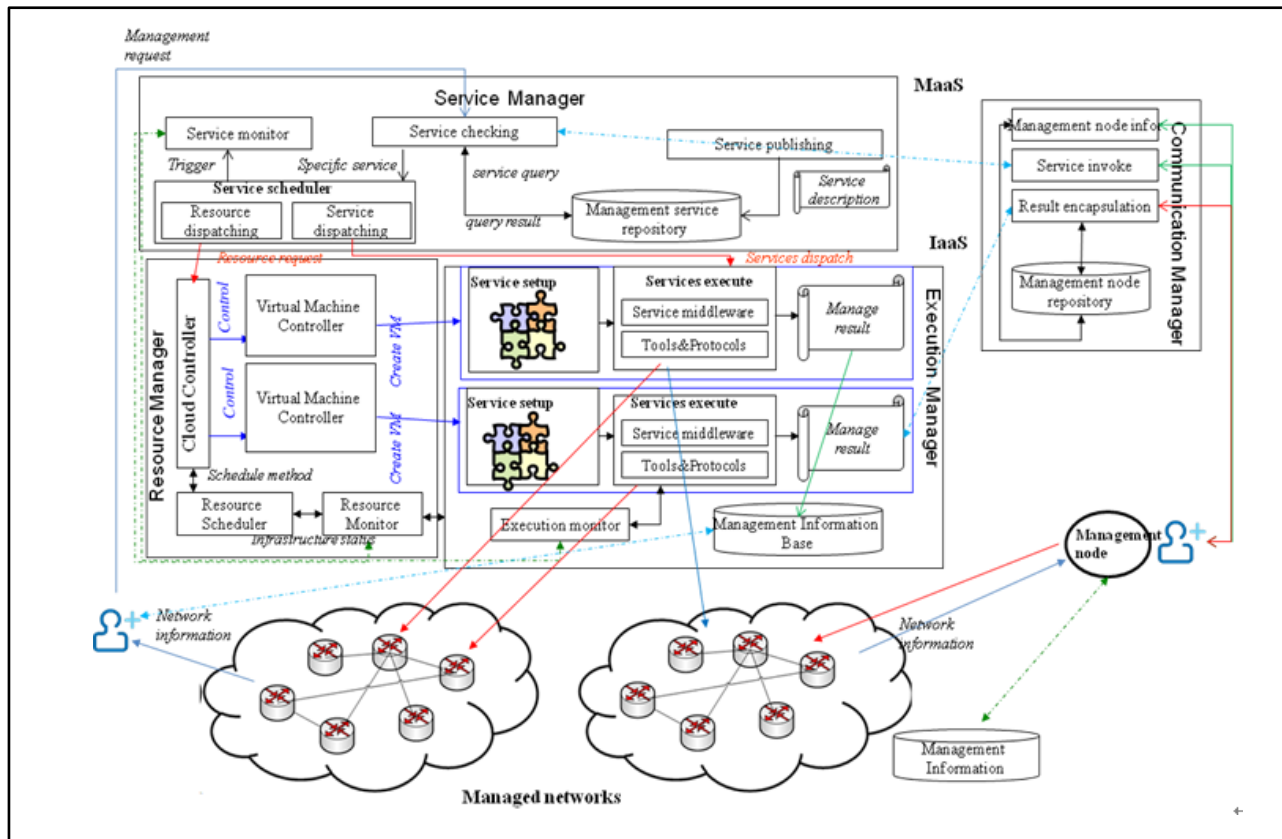 Management
request
MaaS
Service Manager
Service monitor
Service checking
Service publishing
Trigger
Specific service
service query
Service
description
Service scheduler
Resource
dispatching
Service
dispatching
query result
Management service
repository
Management node infor
Service invoke
Result encapsulation
Management node
repository
Communication Manager
IaaS
Resource request
Services dispatch
Resource Manager
Cloud Controller
Control
Virtual Machine
Controller
Create VM
Control
Virtual Machine
Controller
Create VM
Schedule method
Resource
Scheduler
Resource
Monitor
Infrastructure status
Service setup
Services execute
Service middleware
Tools&Protocols
Manage
result
Service setup
Services execute
Service middleware
Tools&Protocols
Manage
result
Execution Manager
Execution monitor
Management Information
Base
Management
node
Network
information
Network
information
Management
Information
Managed networks